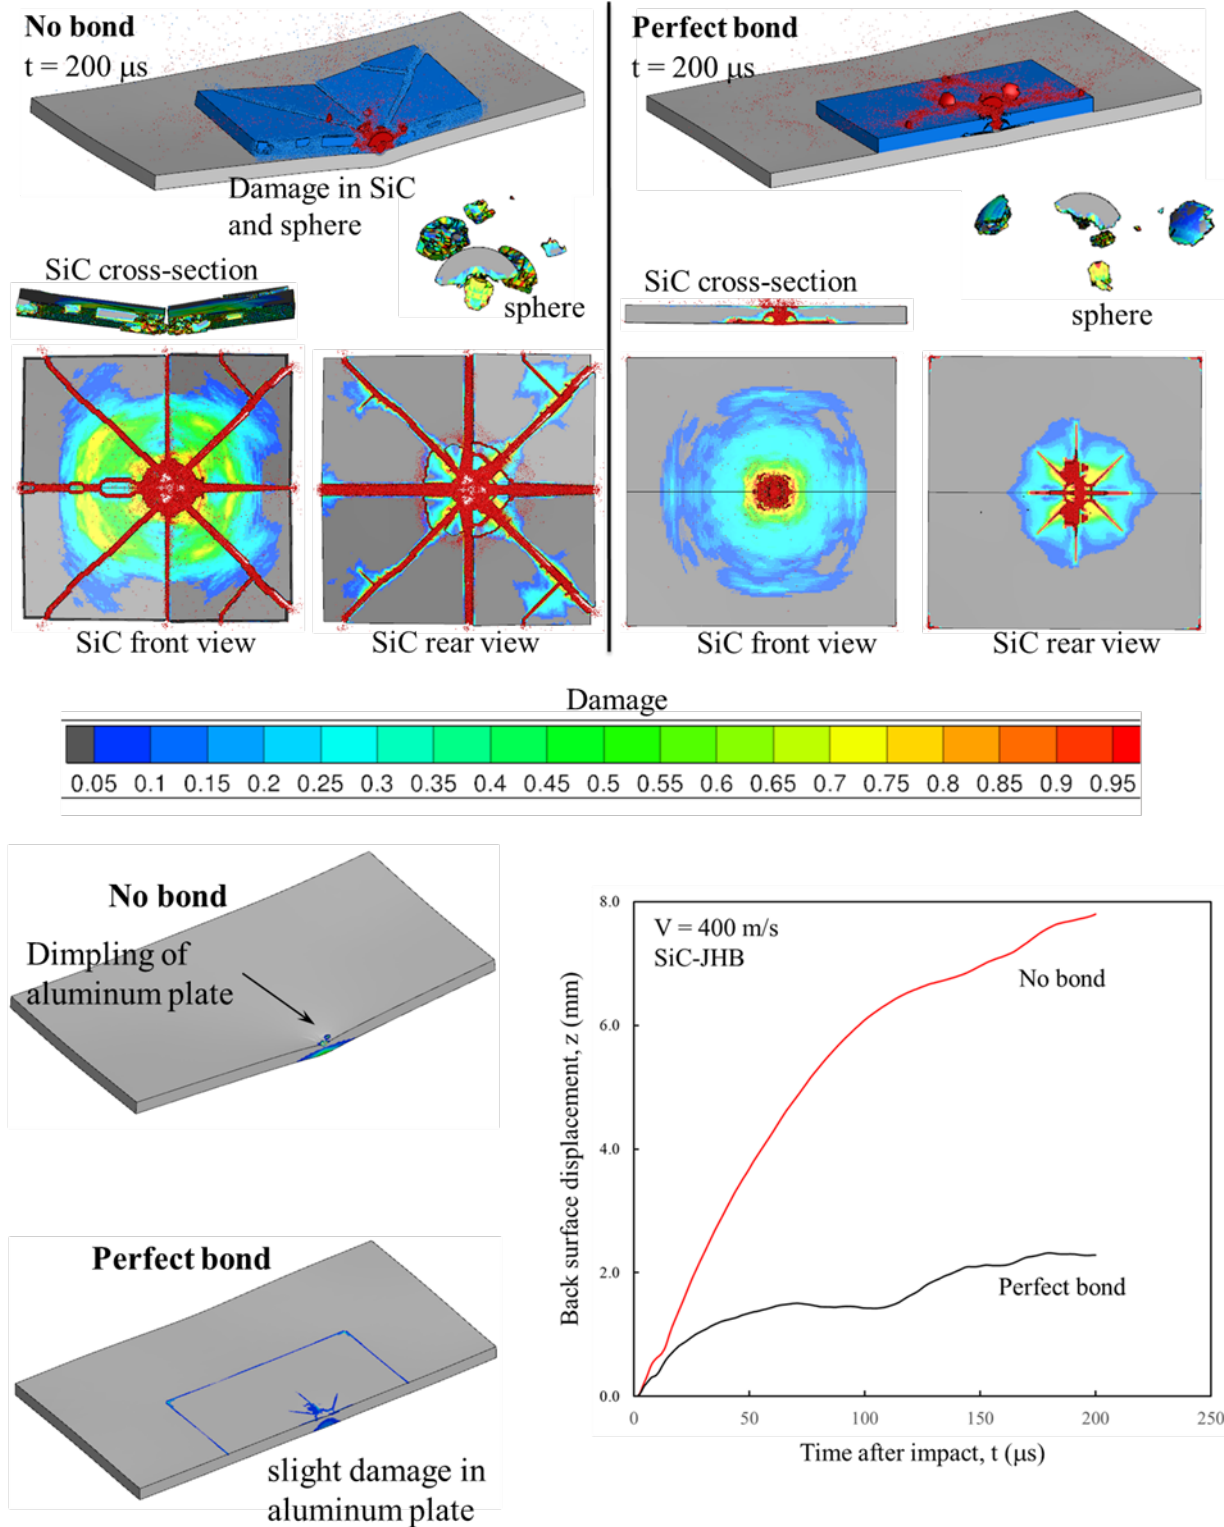 No bond
t = 200 μs
Damage in SiC
and sphere
SiC cross-section
sphere
SiC front view
SiC rear view
Perfect bond
t = 200 μs
SiC cross-section
sphere
SiC front view
SiC rear view
Damage
0.05 0.1 0.15 0.2 0.25 0.3 0.35 0.4 0.45 0.5 0.55 0.6 0.65 0.7 0.75 0.8 0.85 0.9 0.95
No bond
Dimpling of
aluminum plate
Perfect bond
slight damage in
aluminum plate
8.0
6.0
4.0
2.0
0.0
Back surface displacement, z (mm)
V = 400 m/s
SiC-JHB
No bond
Perfect bond
0 50 100 150 200 250
Time after impact, t (μs)